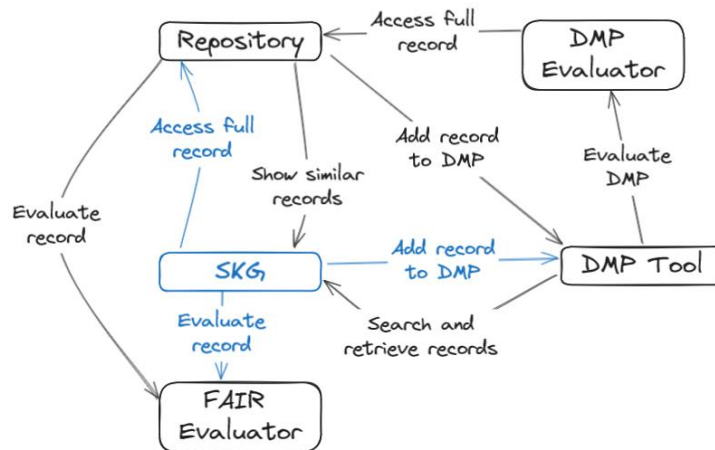 Repository
Access full
record
DMP
Evaluator
Access full
record
Add record
to DMP
Evaluate
DMP
Show similar
records
Evaluate
record
SKG
Add record
to DMP
DMP Tool
Evaluate
record
Search and
retrieve records
FAIR
Evaluator